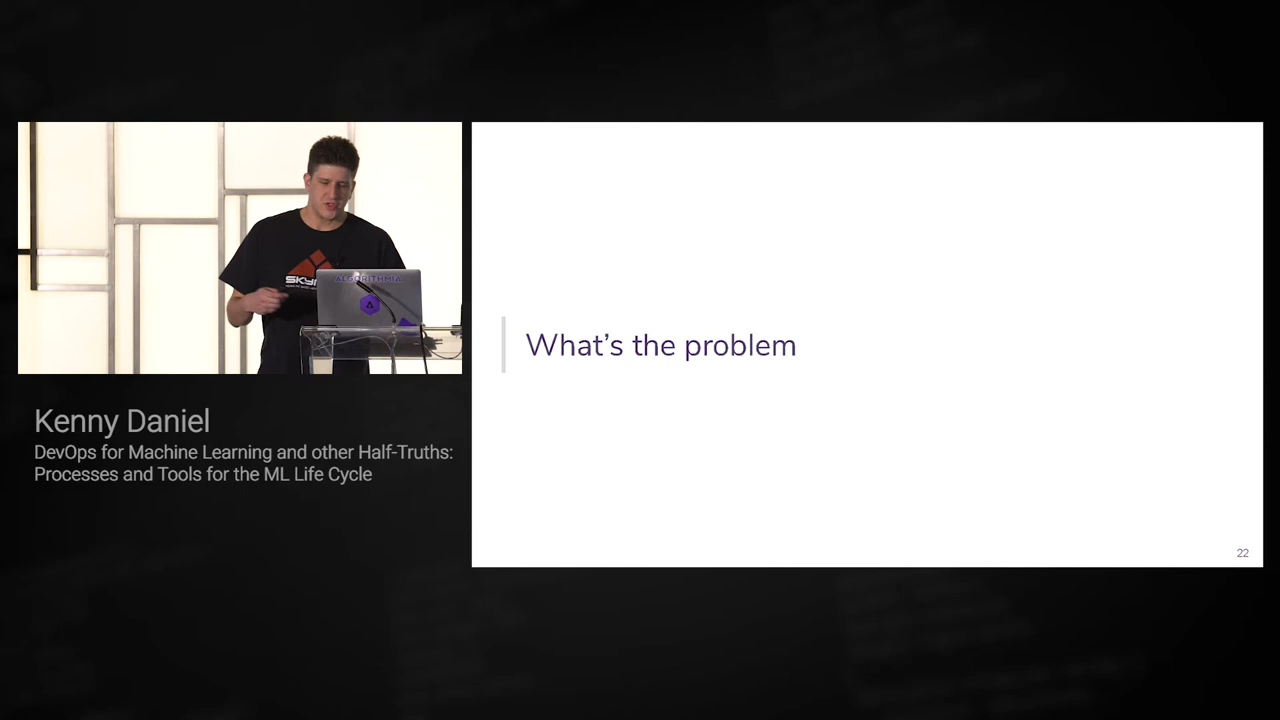 ALGORITHMIA
Kenny Daniel
DevOps for Machine Learning and other Half-Truths:
Processes and Tools for the ML Life Cycle
What’s the problem
22